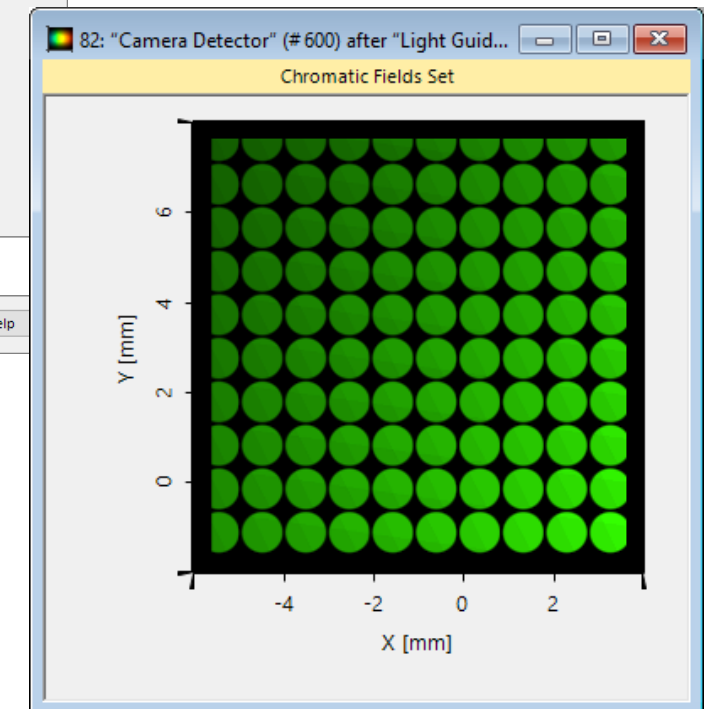 82: "Camera Detector" (# 600) after "Light Guid...
Chromatic Fields Set
elp
6
4
2
0
Y [mm]
-4 -2 0 2
X [mm]